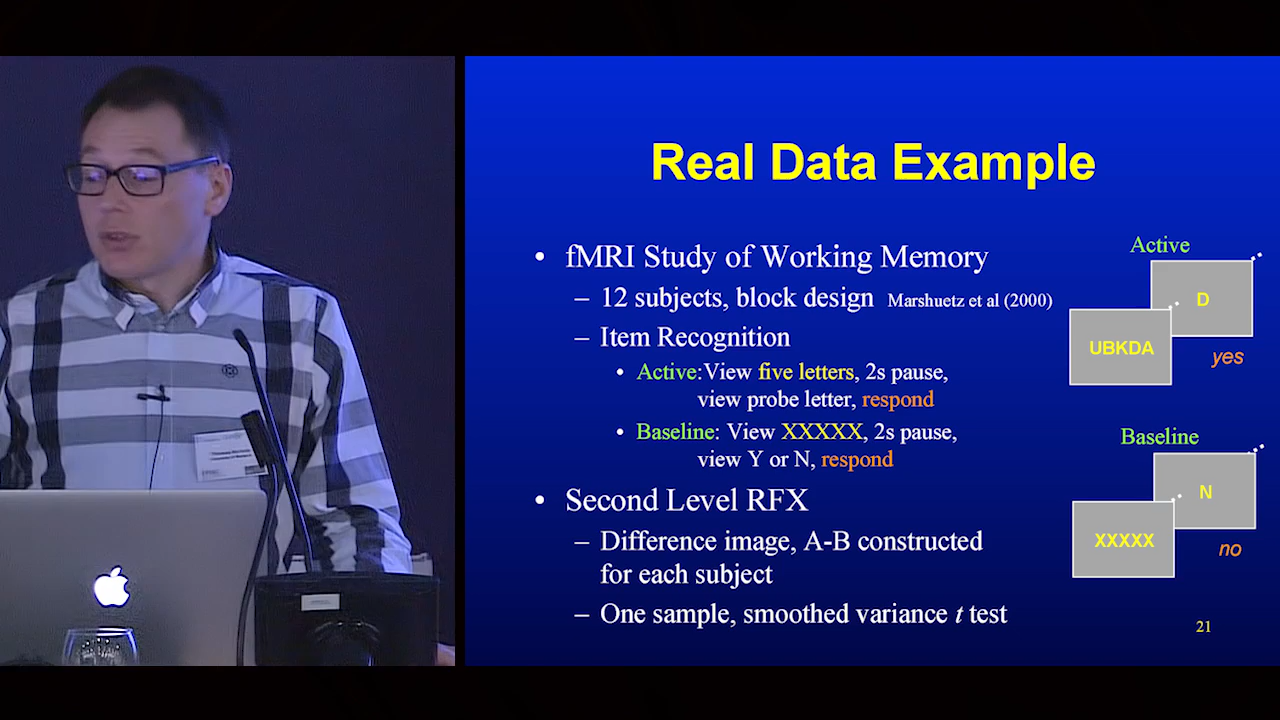 Real Data Example
• fMRI Study of Working Memory
– 12 subjects, block design Marshuetz et al (2000)
– Item Recognition
• Active:View five letters, 2s pause,
view probe letter, respond
• Baseline: View XXXXX, 2s pause,
view Y or N, respond
• Second Level RFX
– Difference image, A-B constructed
for each subject
– One sample, smoothed variance t test
Active
D
UBKDA
yes
Baseline
N
XXXXX
no
21